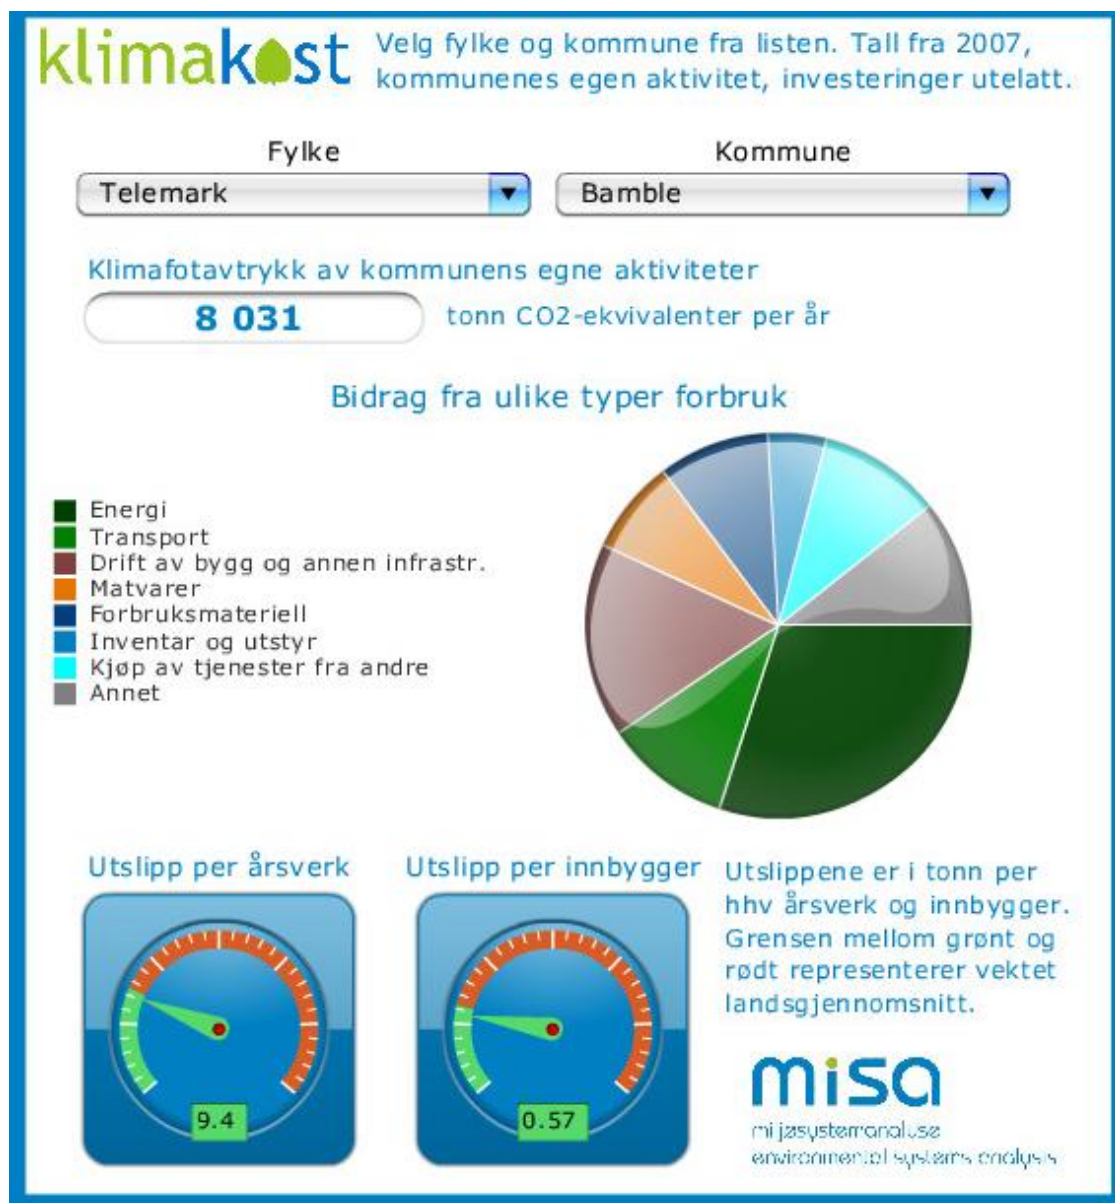 klimakost
Velg fylke og kommune fra listen. Tall fra 2007,
kommunenes egen aktivitet, investeringer utelatt.
Fylke
Kommune
Telemark
Bamble
Klimafotavtrykk av kommunens egne aktiviteter
8 031
tonn CO2-ekvivalenter per år
Bidrag fra ulike typer forbruk
Energi
Transport
Drift av bygg og annen infrastr.
Matvarer
Forbruksmateriell
Inventar og utstyr
Kjøp av tjenester fra andre
Annet
Utslipp per årsverk
9.4
Utslipp per innbygger
0.57
Utslippene er i tonn per
hhv årsverk og innbygger.
Grensen mellom grønt og
rødt representerer vektet
landsgjennomsnitt.
misa
miljøsystemanalyse
environmental systems analysis